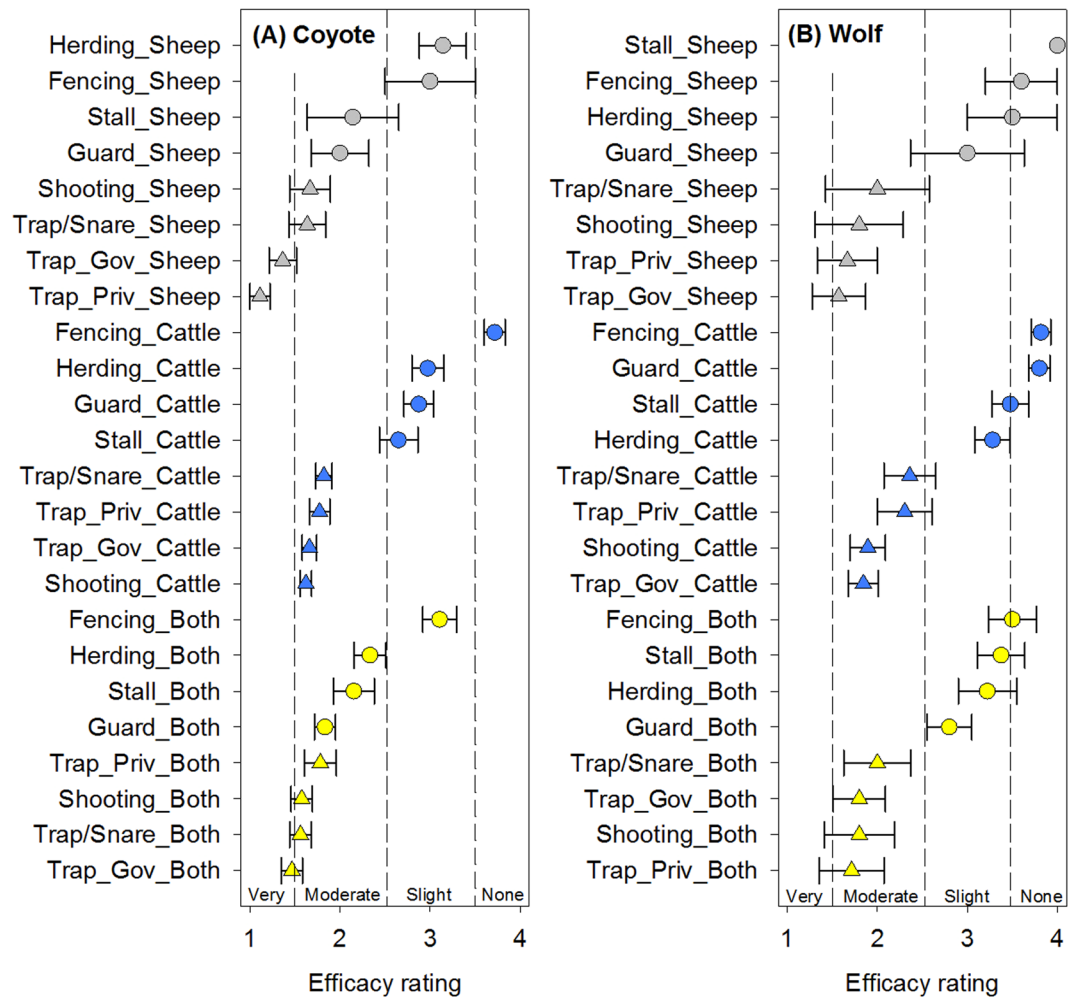 (A) Coyote
Herding_Sheep
Fencing_Sheep
Stall_Sheep
Guard_Sheep
Shooting_Sheep
Trap/Snare_Sheep
Trap_Gov_Sheep
Trap_Priv_Sheep
Fencing_Cattle
Herding_Cattle
Guard_Cattle
Stall_Cattle
Trap/Snare_Cattle
Trap_Priv_Cattle
Trap_Gov_Cattle
Shooting_Cattle
Fencing_Both
Herding_Both
Stall_Both
Guard_Both
Trap_Priv_Both
Shooting_Both
Trap/Snare_Both
Trap_Gov_Both
Very Moderate Slight None
1 2 3 4
Efficacy rating
(B) Wolf
Stall_Sheep
Fencing_Sheep
Herding_Sheep
Guard_Sheep
Trap/Snare_Sheep
Shooting_Sheep
Trap_Priv_Sheep
Trap_Gov_Sheep
Fencing_Cattle
Guard_Cattle
Stall_Cattle
Herding_Cattle
Trap/Snare_Cattle
Trap_Priv_Cattle
Shooting_Cattle
Trap_Gov_Cattle
Fencing_Both
Stall_Both
Herding_Both
Guard_Both
Trap/Snare_Both
Trap_Gov_Both
Shooting_Both
Trap_Priv_Both
Very Moderate Slight None
1 2 3 4
Efficacy rating